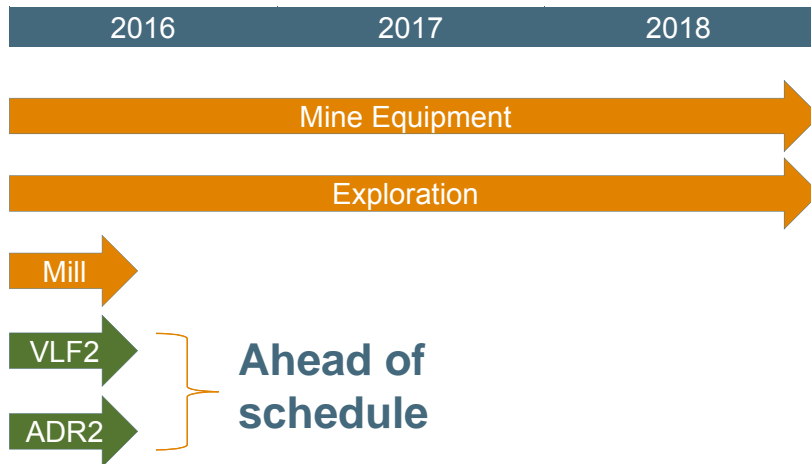 2016 2017 2018
Mine Equipment
Exploration
Mill
VLF2
ADR2
Ahead of
schedule